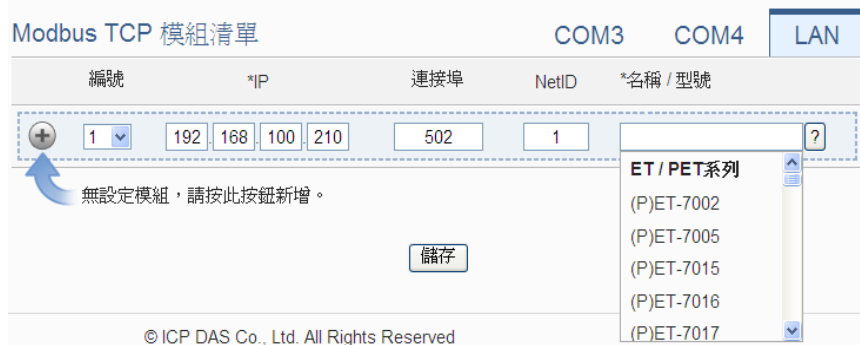 Modbus TCP 模組清單 COM3 COM4 LAN
編號 *IP 連接埠 NetID *名稱 / 型號
1 192 . 168 . 100 . 210 502 1 ?
ET / PET系列
無設定模組，請按此按鈕新增。
(P)ET-7002
(P)ET-7005
儲存
(P)ET-7015
(P)ET-7016
(P)ET-7017
© ICP DAS Co., Ltd. All Rights Reserved